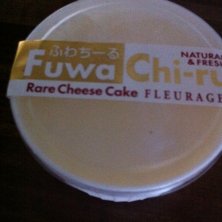 ふわちーる
NATURAL
& FRESH
Fuwa Chi-ru
Rare Cheese Cake FLEURAGE